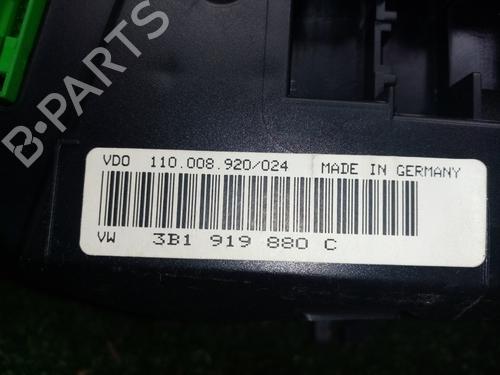 B-PARTS
VDO 110.008.920/024 MADE IN GERMANY
VW 3B1 919 880 C